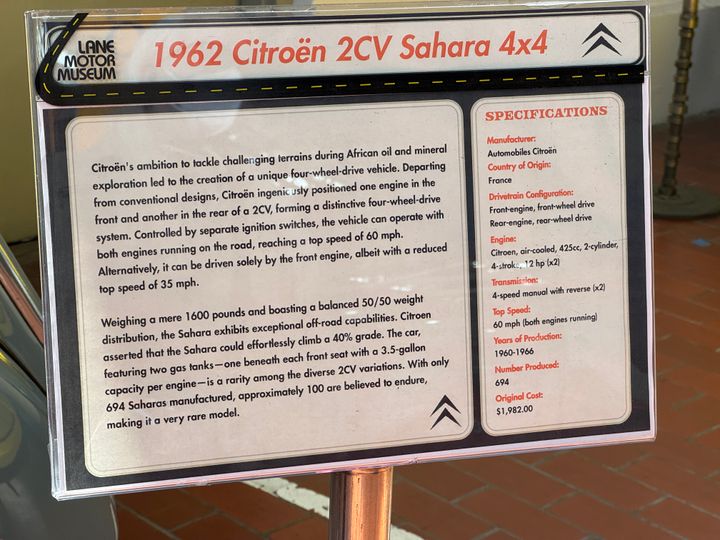 LANE
MOTOR
MUSEUM
1962 Citroën 2CV Sahara 4x4
Citroën's ambition to tackle challenging terrains during African oil and mineral
exploration led to the creation of a unique four-wheel-drive vehicle. Departing
from conventional designs, Citroën ingeniously positioned one engine in the
front and another in the rear of a 2CV, forming a distinctive four-wheel-drive
system. Controlled by separate ignition switches, the vehicle can operate with
both engines running on the road, reaching a top speed of 60 mph.
Alternatively, it can be driven solely by the front engine, albeit with a reduced
top speed of 35 mph.
Weighing a mere 1600 pounds and boasting a balanced 50/50 weight
distribution, the Sahara exhibits exceptional off-road capabilities. Citroen
asserted that the Sahara could effortlessly climb a 40% grade. The car,
featuring two gas tanks—one beneath each front seat with a 3.5-gallon
capacity per engine—is a rarity among the diverse 2CV variations. With only
694 Saharas manufactured, approximately 100 are believed to endure,
making it a very rare model.
SPECIFICATIONS
Manufacturer:
Automobiles Citroën
Country of Origin:
France
Drivetrain Configuration:
Front-engine, front-wheel drive
Rear-engine, rear-wheel drive
Engine:
Citroen, air-cooled, 425cc, 2-cylinder,
4-stroke, 12 hp (x2)
Transmission:
4-speed manual with reverse (x2)
Top Speed:
60 mph (both engines running)
Years of Production:
1960-1966
Number Produced:
694
Original Cost:
$1,982.00